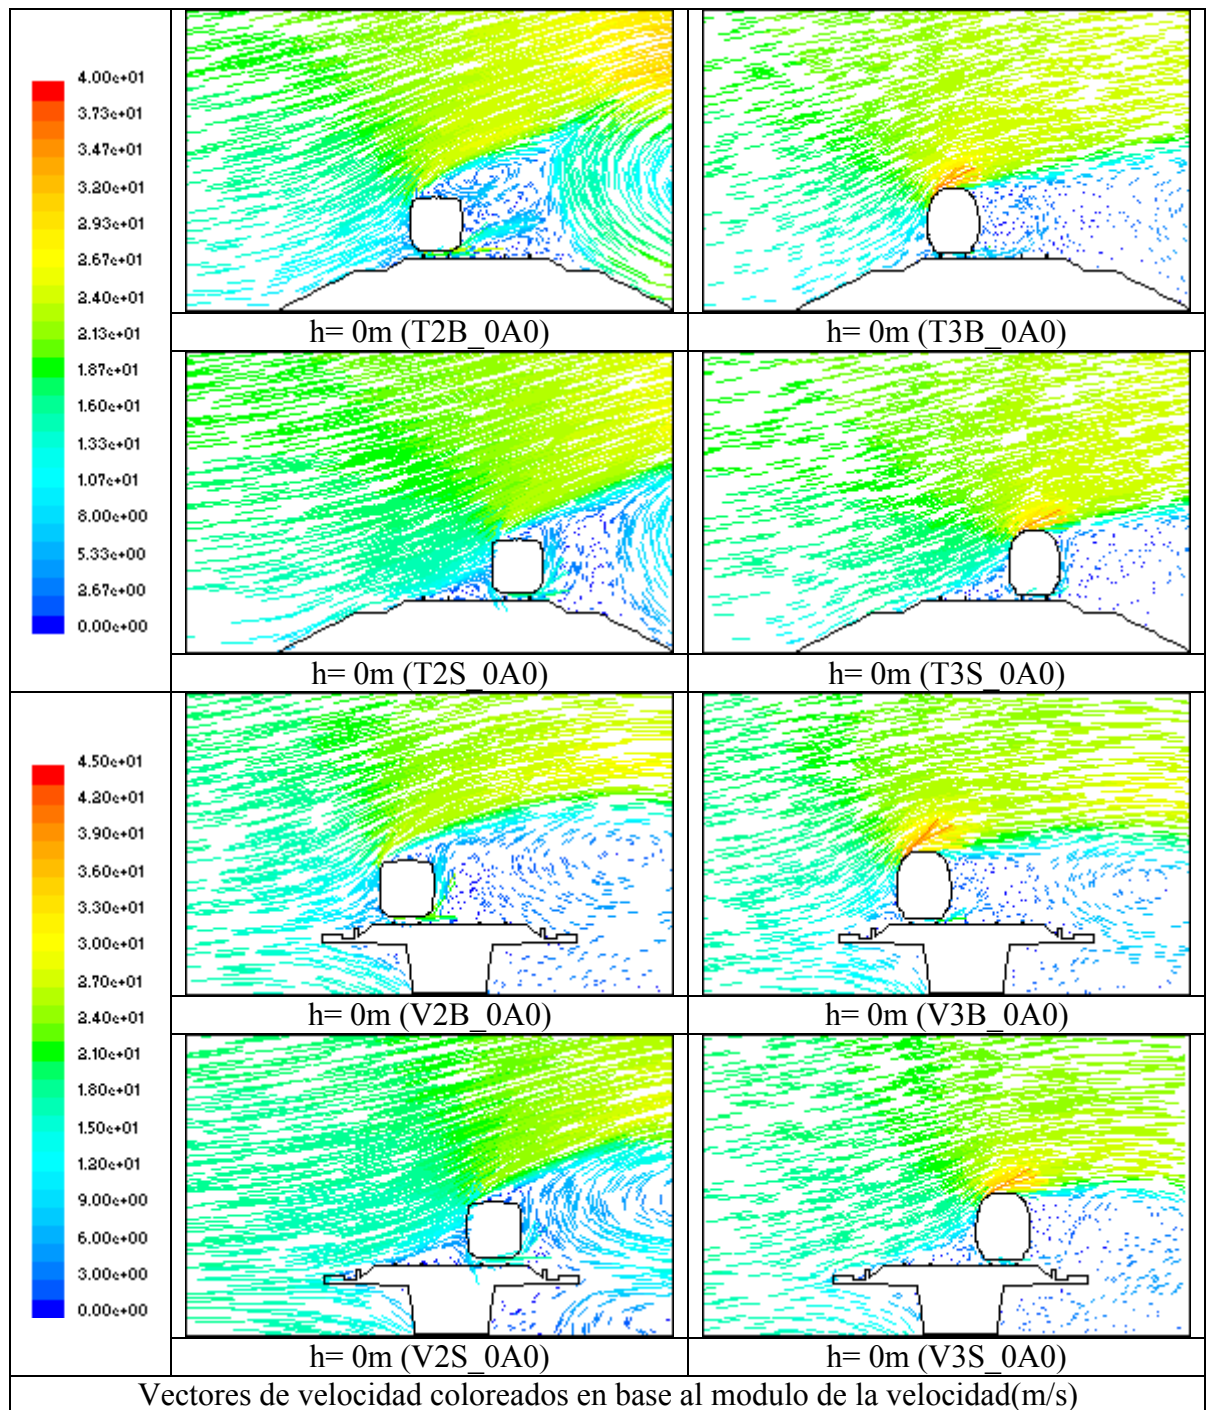 4.00e+01
3.73e+01
3.47e+01
3.20e+01
2.93e+01
2.67e+01
2.40e+01
2.13e+01
1.87e+01
1.60e+01
1.33e+01
1.07e+01
8.00e+00
5.33e+00
2.67e+00
0.00e+00
h= 0m (T2B_0A0)
h= 0m (T3B_0A0)
h= 0m (T2S_0A0)
h= 0m (T3S_0A0)
4.50e+01
4.20e+01
3.90e+01
3.60e+01
3.30e+01
3.00e+01
2.70e+01
2.40e+01
2.10e+01
1.80e+01
1.50e+01
1.20e+01
9.00e+00
6.00e+00
3.00e+00
0.00e+00
h= 0m (V2B_0A0)
h= 0m (V3B_0A0)
h= 0m (V2S_0A0)
h= 0m (V3S_0A0)
Vectores de velocidad coloreados en base al modulo de la velocidad(m/s)